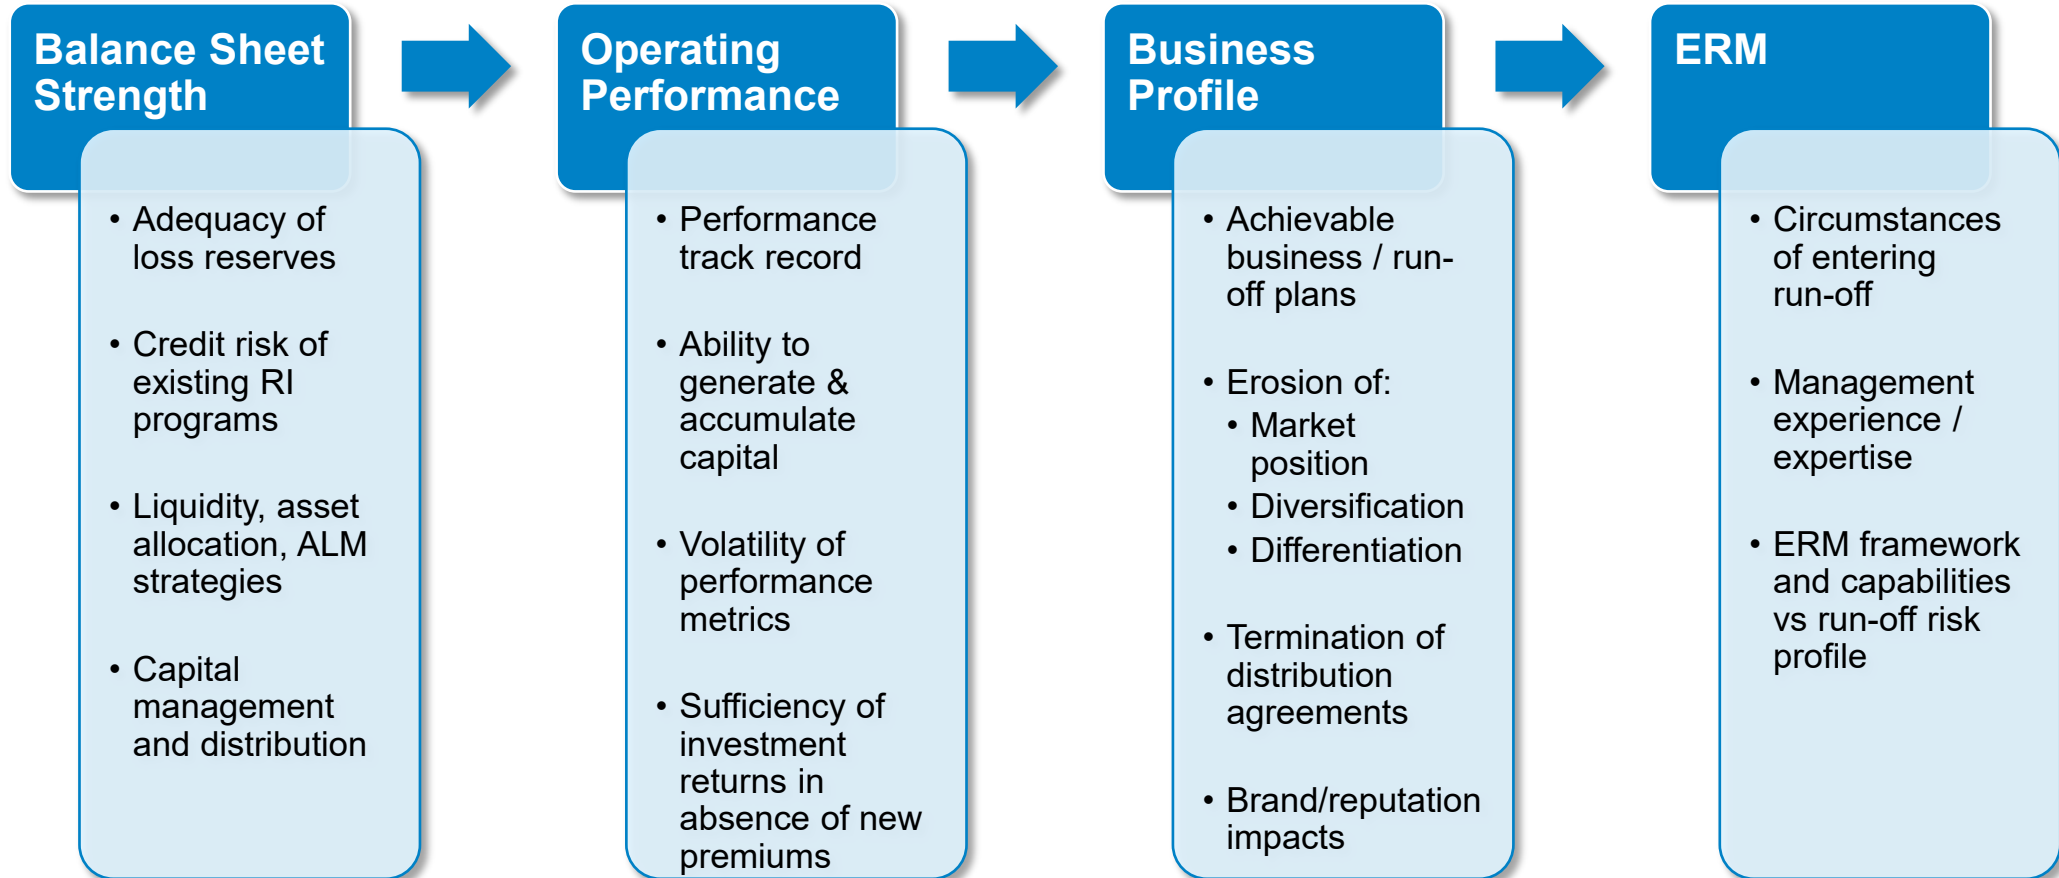 Balance Sheet
Strength
• Adequacy of
loss reserves
• Credit risk of
existing RI
programs
• Liquidity, asset
allocation, ALM
strategies
• Capital
management
and distribution
Operating
Performance
• Performance
track record
• Ability to
generate &
accumulate
capital
• Volatility of
performance
metrics
• Sufficiency of
investment
returns in
absence of new
premiums
Business
Profile
• Achievable
business / run-
off plans
• Erosion of:
• Market
position
• Diversification
• Differentiation
• Termination of
distribution
agreements
• Brand/reputation
impacts
ERM
• Circumstances
of entering
run-off
• Management
experience /
expertise
• ERM framework
and capabilities
vs run-off risk
profile